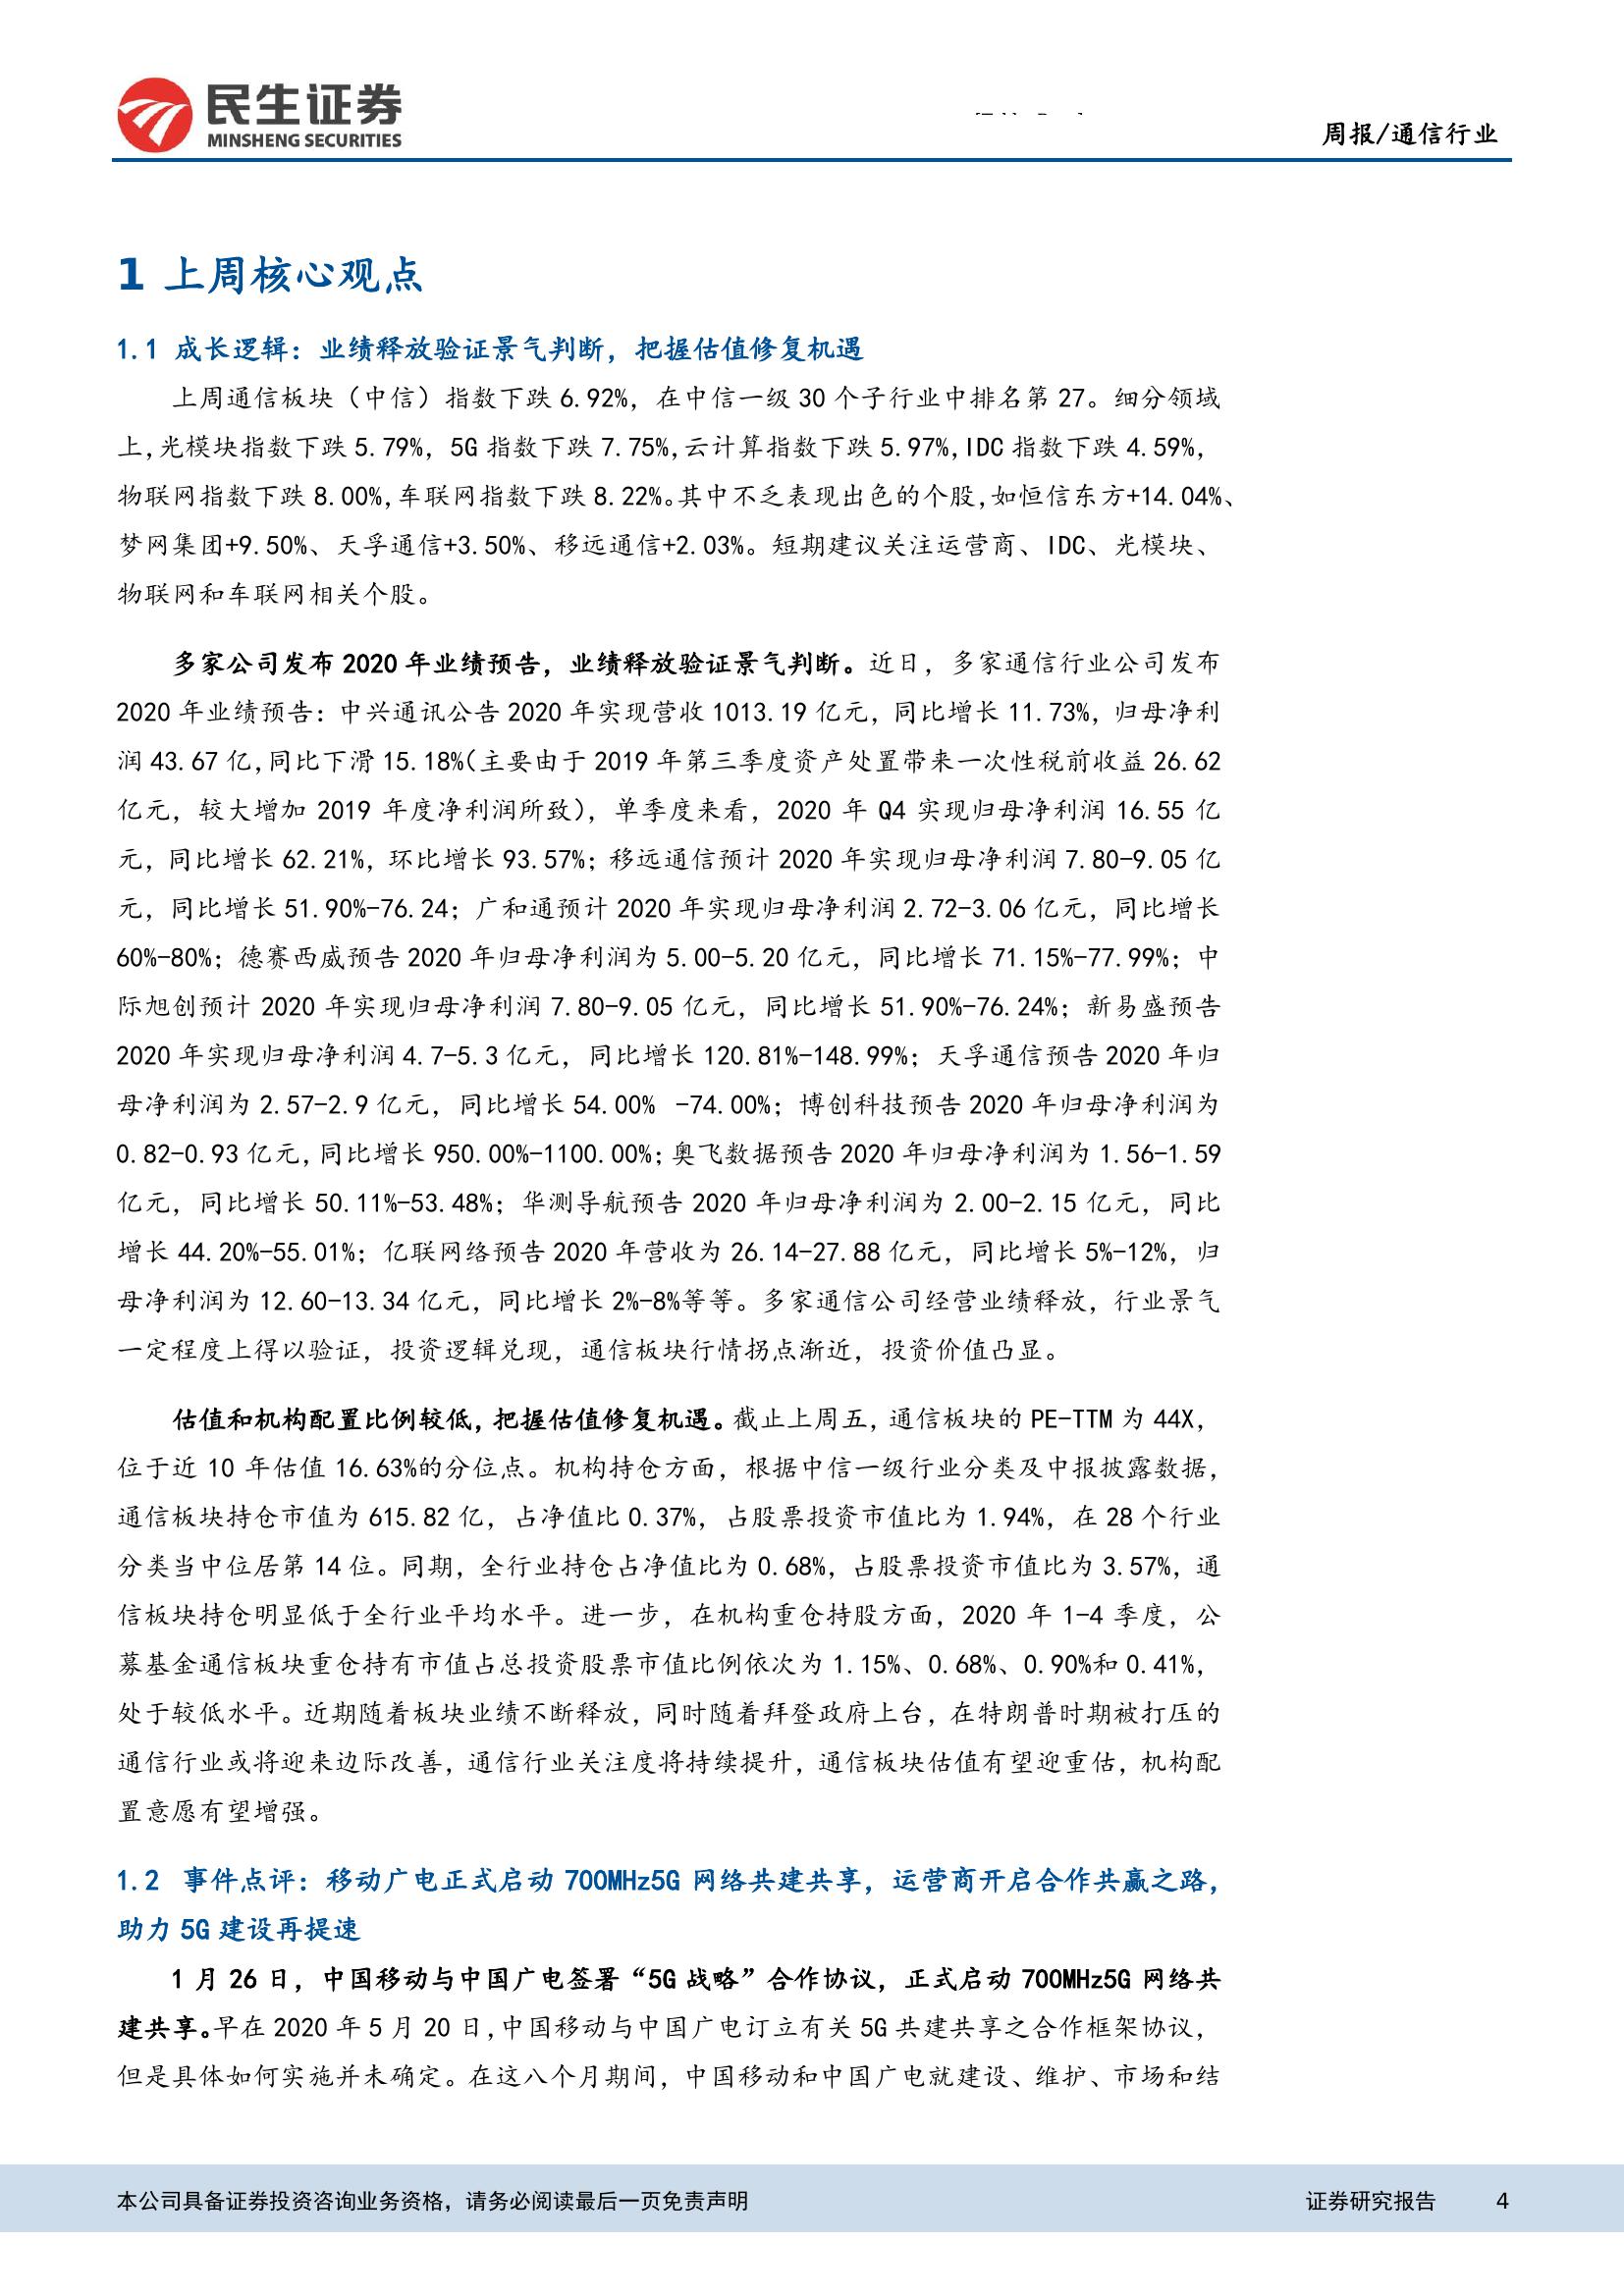 民生证券
MINSHENG SECURITIES
周报/通信行业
1 上周核心观点
1.1 成长逻辑：业绩释放验证景气判断，把握估值修复机遇
上周通信板块（中信）指数下跌 6.92%，在中信一级 30 个子行业中排名第 27。细分领域
上,光模块指数下跌 5.79%，5G 指数下跌 7.75%,云计算指数下跌 5.97%,IDC 指数下跌 4.59%，
物联网指数下跌 8.00%,车联网指数下跌 8.22%。其中不乏表现出色的个股,如恒信东方+14.04%、
梦网集团+9.50%、天孚通信+3.50%、移远通信+2.03%。短期建议关注运营商、IDC、光模块、
物联网和车联网相关个股。
多家公司发布 2020 年业绩预告，业绩释放验证景气判断。近日，多家通信行业公司发布
2020 年业绩预告：中兴通讯公告 2020 年实现营收 1013.19 亿元，同比增长 11.73%，归母净利
润 43.67 亿,同比下滑 15.18%（主要由于 2019 年第三季度资产处置带来一次性税前收益 26.62
亿元，较大增加 2019 年度净利润所致），单季度来看，2020 年 Q4 实现归母净利润 16.55 亿
元，同比增长 62.21%，环比增长 93.57%；移远通信预计 2020 年实现归母净利润 7.80-9.05 亿
元，同比增长 51.90%-76.24；广和通预计 2020 年实现归母净利润 2.72-3.06 亿元，同比增长
60%-80%；德赛西威预告 2020 年归母净利润为 5.00-5.20 亿元，同比增长 71.15%-77.99%；中
际旭创预计 2020 年实现归母净利润 7.80-9.05 亿元，同比增长 51.90%-76.24%；新易盛预告
2020 年实现归母净利润 4.7-5.3 亿元，同比增长 120.81%-148.99%；天孚通信预告 2020 年归
母净利润为 2.57-2.9 亿元，同比增长 54.00% -74.00%；博创科技预告 2020 年归母净利润为
0.82-0.93 亿元,同比增长 950.00%-1100.00%;奥飞数据预告 2020 年归母净利润为 1.56-1.59
亿元，同比增长 50.11%-53.48%；华测导航预告 2020 年归母净利润为 2.00-2.15 亿元，同比
增长 44.20%-55.01%；亿联网络预告 2020 年营收为 26.14-27.88 亿元，同比增长 5%-12%，归
母净利润为 12.60-13.34 亿元，同比增长 2%-8%等等。多家通信公司经营业绩释放，行业景气
一定程度上得以验证，投资逻辑兑现，通信板块行情拐点渐近，投资价值凸显。
估值和机构配置比例较低,把握估值修复机遇。截止上周五,通信板块的 PE-TTM 为 44X，
位于近 10 年估值 16.63%的分位点。机构持仓方面，根据中信一级行业分类及中报披露数据，
通信板块持仓市值为 615.82 亿，占净值比 0.37%，占股票投资市值比为 1.94%，在 28 个行业
分类当中位居第 14 位。同期，全行业持仓占净值比为 0.68%，占股票投资市值比为 3.57%，通
信板块持仓明显低于全行业平均水平。进一步，在机构重仓持股方面，2020 年 1-4 季度，公
募基金通信板块重仓持有市值占总投资股票市值比例依次为 1.15%、0.68%、0.90%和 0.41%，
处于较低水平。近期随着板块业绩不断释放，同时随着拜登政府上台，在特朗普时期被打压的
通信行业或将迎来边际改善，通信行业关注度将持续提升，通信板块估值有望迎重估，机构配
置意愿有望增强。
1.2 事件点评：移动广电正式启动 700MHz5G 网络共建共享，运营商开启合作共赢之路，
助力 5G 建设再提速
1 月 26 日，中国移动与中国广电签署“5G 战略”合作协议，正式启动 700MHz5G 网络共
建共享。早在 2020 年 5 月 20 日,中国移动与中国广电订立有关 5G 共建共享之合作框架协议，
但是具体如何实施并未确定。在这八个月期间，中国移动和中国广电就建设、维护、市场和结
本公司具备证券投资咨询业务资格，请务必阅读最后一页免责声明
证券研究报告 4